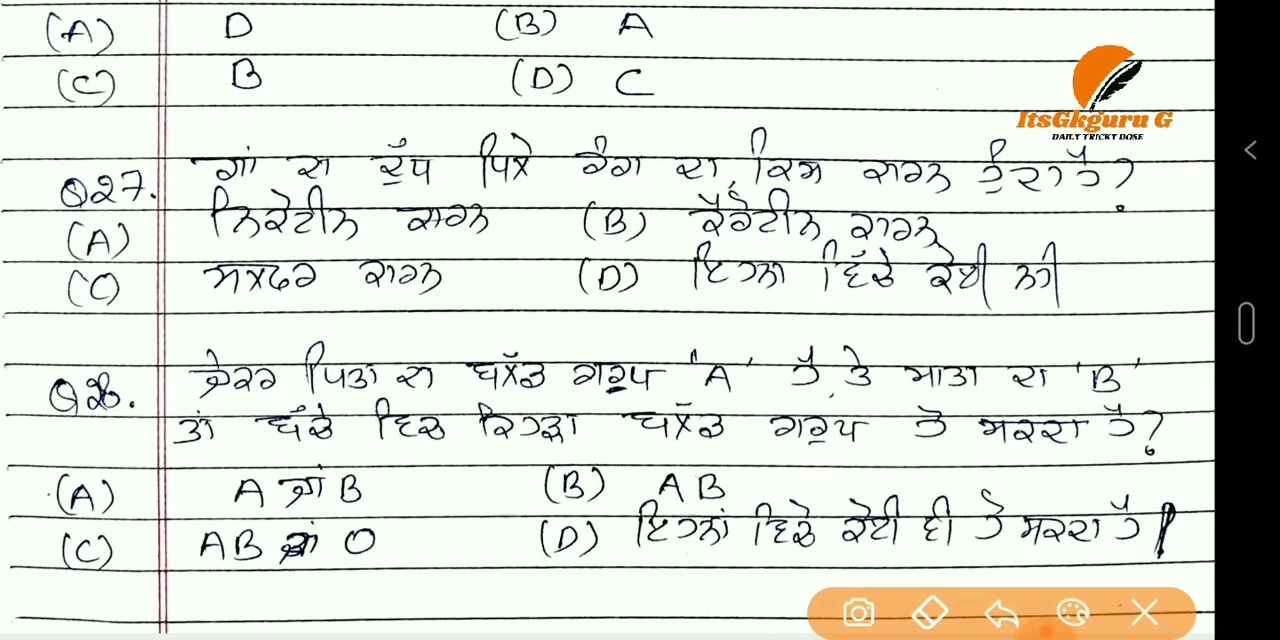 (A) D (B) A
(C) B (D) C
ItsGkguru G
DAILY TRICKY DOSE
Q27. ਗਾਂ ਦਾ ਦੁੱਧ ਪਿਲੇ ਰੰਗ ਦਾ, ਕਿਸ ਕਾਰਨ ਹੁੰਦਾ ਹੈ?
(A) ਨਿਕੋਟੀਨ ਕਾਰਨ (B) ਕੈਰੋਟੀਨ ਕਾਰਨ
(C) ਸਲਫਰ ਕਾਰਨ (D) ਇਹਨਾਂ ਵਿੱਚੋ ਕੋਈ ਨਹੀਂ
Q28. ਜੇਕਰ ਪਿਤਾ ਦਾ ਬਲੱਡ ਗਰੁੱਪ 'A' ਹੈ ਤੇ ਮਾਤਾ ਦਾ 'B'
ਤਾਂ ਬੱਚੇ ਵਿਚ ਕਿਹੜਾ ਬਲੱਡ ਗਰੁਪ ਹੋ ਸਕਦਾ ਹੈ?
(A) A ਜਾਂ B (B) AB
(C) AB ਜਾਂ O (D) ਇਹਨਾਂ ਵਿਚੋ ਕੋਈ ਵੀ ਹੋ ਸਕਦਾ ਹੈ।